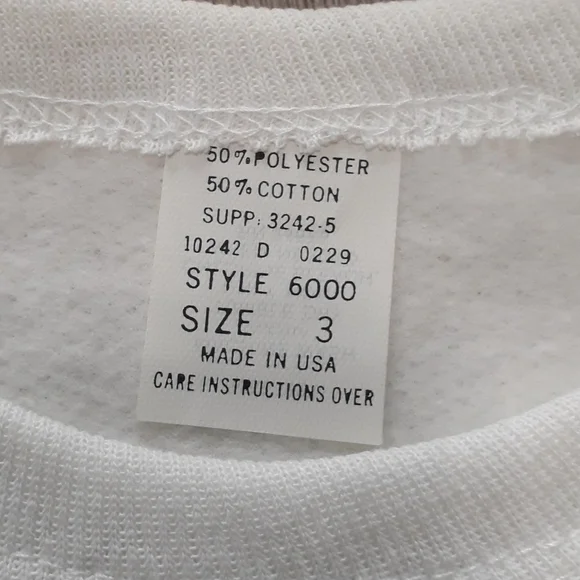 50% POLYESTER
50% COTTON
SUPP: 3242-5
10242 D 0229
STYLE 6000
SIZE 3
MADE IN USA
CARE INSTRUCTIONS OVER